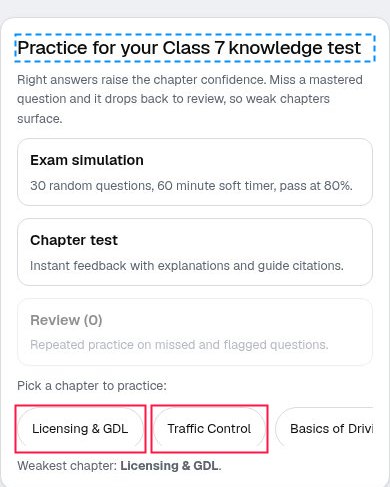 Practice for your Class 7 knowledge test
Right answers raise the chapter confidence. Miss a mastered
question and it drops back to review, so weak chapters
surface.
Exam simulation
30 random questions, 60 minute soft timer, pass at 80%.
Chapter test
Instant feedback with explanations and guide citations.
Review (0)
Repeated practice on missed and flagged questions.
Pick a chapter to practice:
Licensing & GDL Traffic Control Basics of Drivi
Weakest chapter: Licensing & GDL.